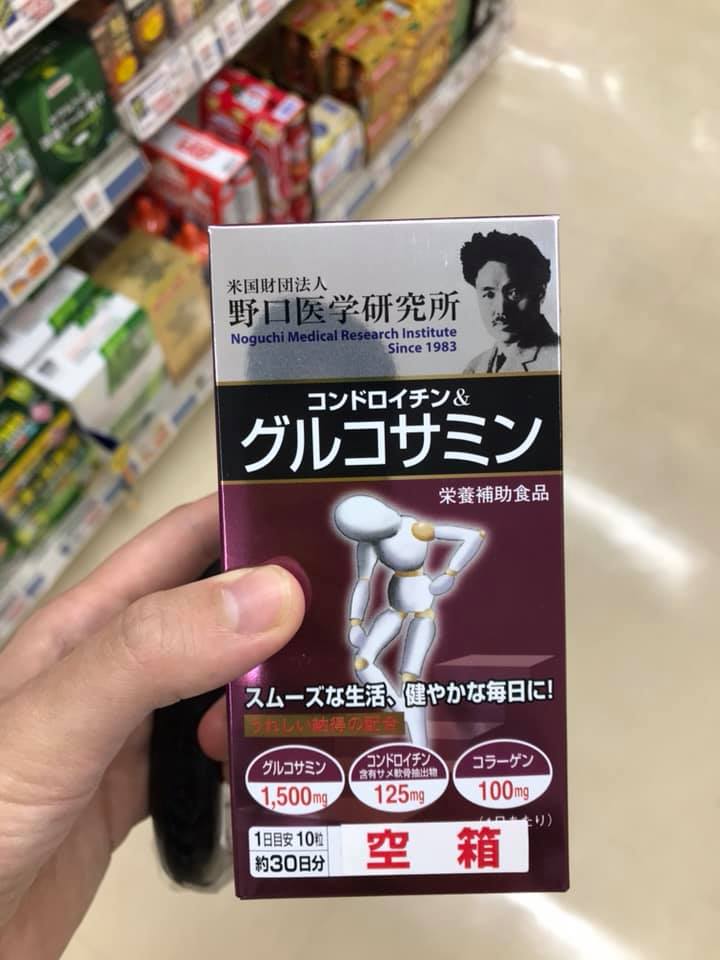 米国財団法人
野口医学研究所
Noguchi Medical Research Institute
Since 1983
コンドロイチン&
グルコサミン
栄養補助食品
スムーズな生活、健やかな毎日に!
うれしい納得の配合
グルコサミン
1,500mg
コンドロイチン
含有サメ軟骨抽出物
125mg
コラーゲン
100mg
(1日あたり)
1日目安 10粒
約30日分
空箱